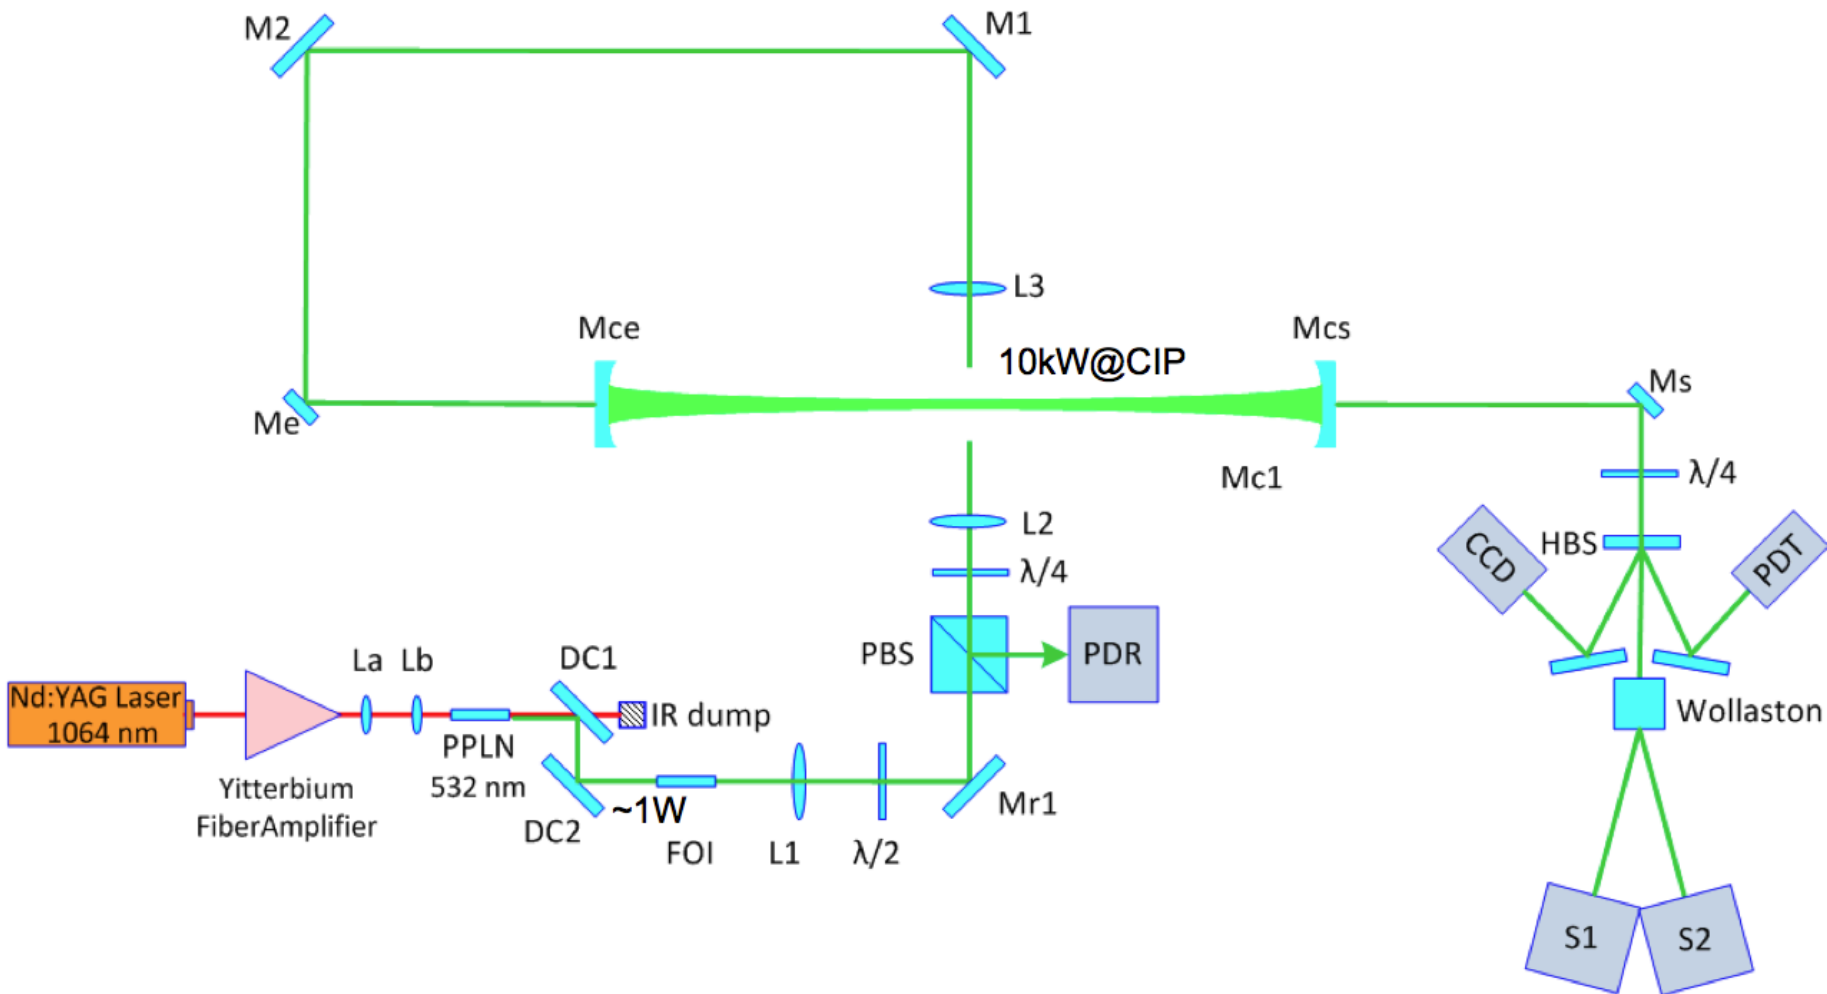 M2
M1
L3
Mce
Mcs
10kW@CIP
Ms
Me
Mc1
λ/4
L2
HBS
CCD
PDT
λ/4
PBS
PDR
La
Lb
DC1
Nd:YAG Laser
1064 nm
IR dump
Wollaston
PPLN
532 nm
Yitterbium
FiberAmplifier
DC2
~1W
FOI
L1
λ/2
Mr1
S1
S2